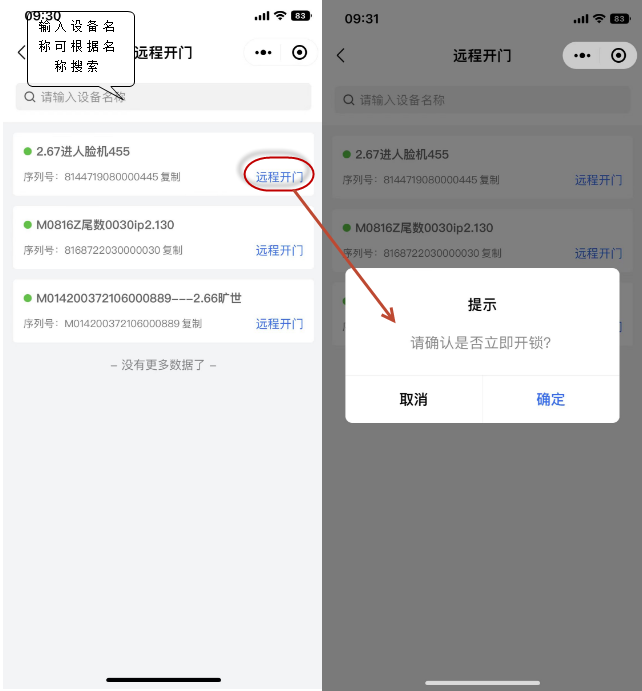 09:30
83
输入设备名
称可根据名
称搜索
远程开门
请输入设备名称
2.67进人脸机455
序列号: 8144719080000445 复制
远程开门
M0816Z尾数0030ip2.130
序列号: 8168722030000030 复制
远程开门
M014200372106000889---2.66旷世
序列号: M014200372106000889 复制
远程开门
- 没有更多数据了 -
09:31
83
远程开门
请输入设备名称
2.67进人脸机455
序列号: 8144719080000445 复制
远程开门
M0816Z尾数0030ip2.130
序列号: 8168722030000030 复制
远程开门
提示
请确认是否立即开锁?
取消
确定